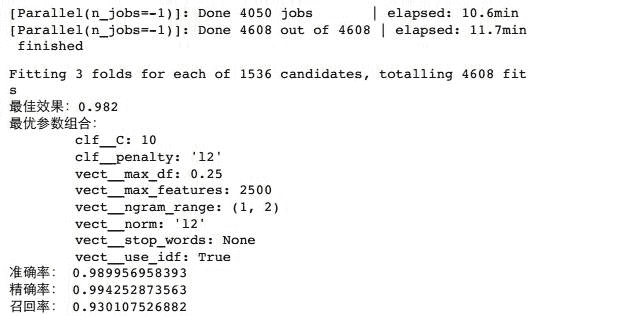 [Parallel(n_jobs=-1)]: Done 4050 jobs | elapsed: 10.6min
[Parallel(n_jobs=-1)]: Done 4608 out of 4608 | elapsed: 11.7min
finished
Fitting 3 folds for each of 1536 candidates, totalling 4608 fit
s
最佳效果: 0.982
最优参数组合:
clf__C: 10
clf__penalty: 'l2'
vect__max_df: 0.25
vect__max_features: 2500
vect__ngram_range: (1, 2)
vect__norm: 'l2'
vect__stop_words: None
vect__use_idf: True
准确率: 0.989956958393
精确率: 0.994252873563
召回率: 0.930107526882